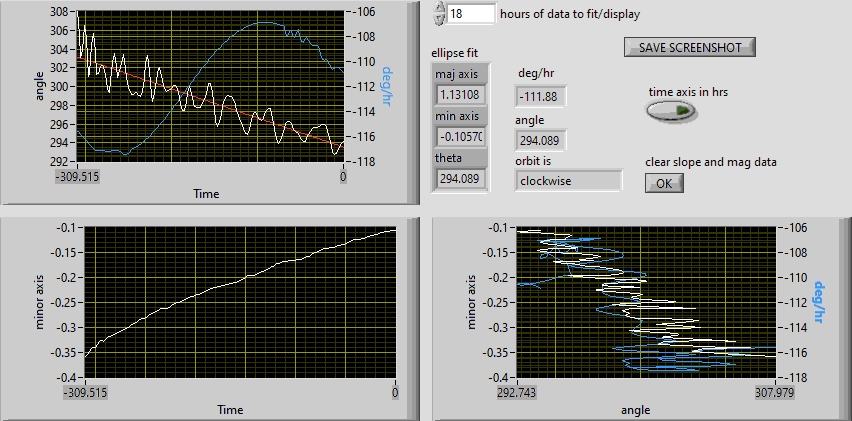 18 hours of data to fit/display
SAVE SCREENSHOT
308
306
304
302
300
298
296
294
292
angle
-106
-108
-110
-112
-114
-116
-118
deg/hr
-309.515
0
Time
ellipse fit
maj axis
1.13108
min axis
-0.10570
theta
294.089
deg/hr
-111.88
angle
294.089
orbit is
clockwise
time axis in hrs
clear slope and mag data
OK
-0.1
-0.15
-0.2
-0.25
-0.3
-0.35
-0.4
minor axis
-309.515
0
Time
-0.1
-0.15
-0.2
-0.25
-0.3
-0.35
-0.4
minor axis
-106
-108
-110
-112
-114
-116
-118
deg/hr
292.743
307.979
angle